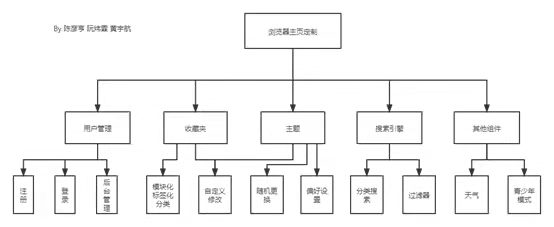 By 陈彦亨 阮炜霖 黄宇航
浏览器主页定制
用户管理
收藏夹
主题
搜索引擎
其他组件
注
册
登
录
后
台
管
理
模块化
标签化
分类
自定义
修改
随机更
换
偏好设
置
分类搜
索
过滤器
天气
青少年
模式